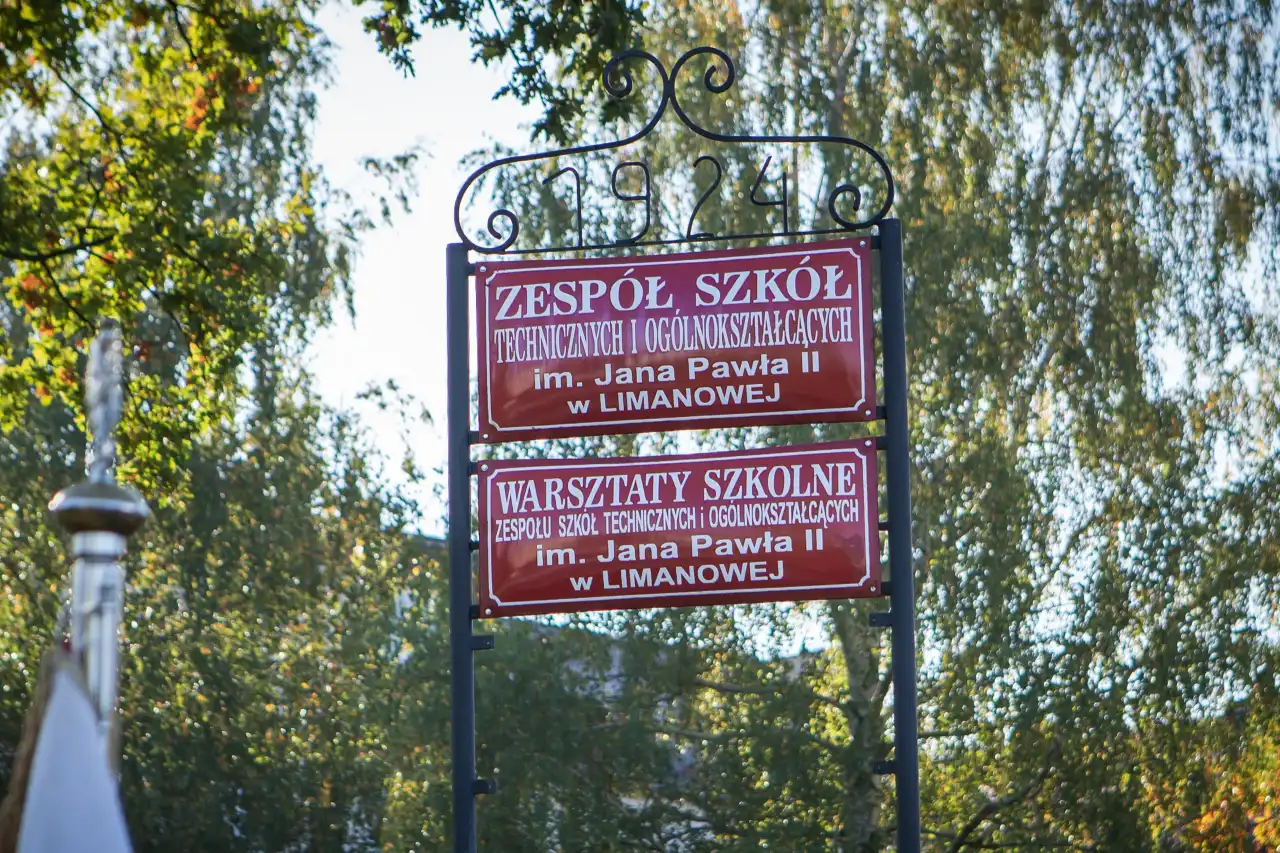 1924
ZESPÓŁ SZKÓŁ
TECHNICZNYCH I OGÓLNOKSZTAŁCĄCYCH
im. Jana Pawła II
w LIMANOWEJ
WARSZTATY SZKOLNE
ZESPOŁU SZKÓŁ TECHNICZNYCH i OGÓLNOKSZTAŁCĄCYCH
im. Jana Pawła II
w LIMANOWEJ